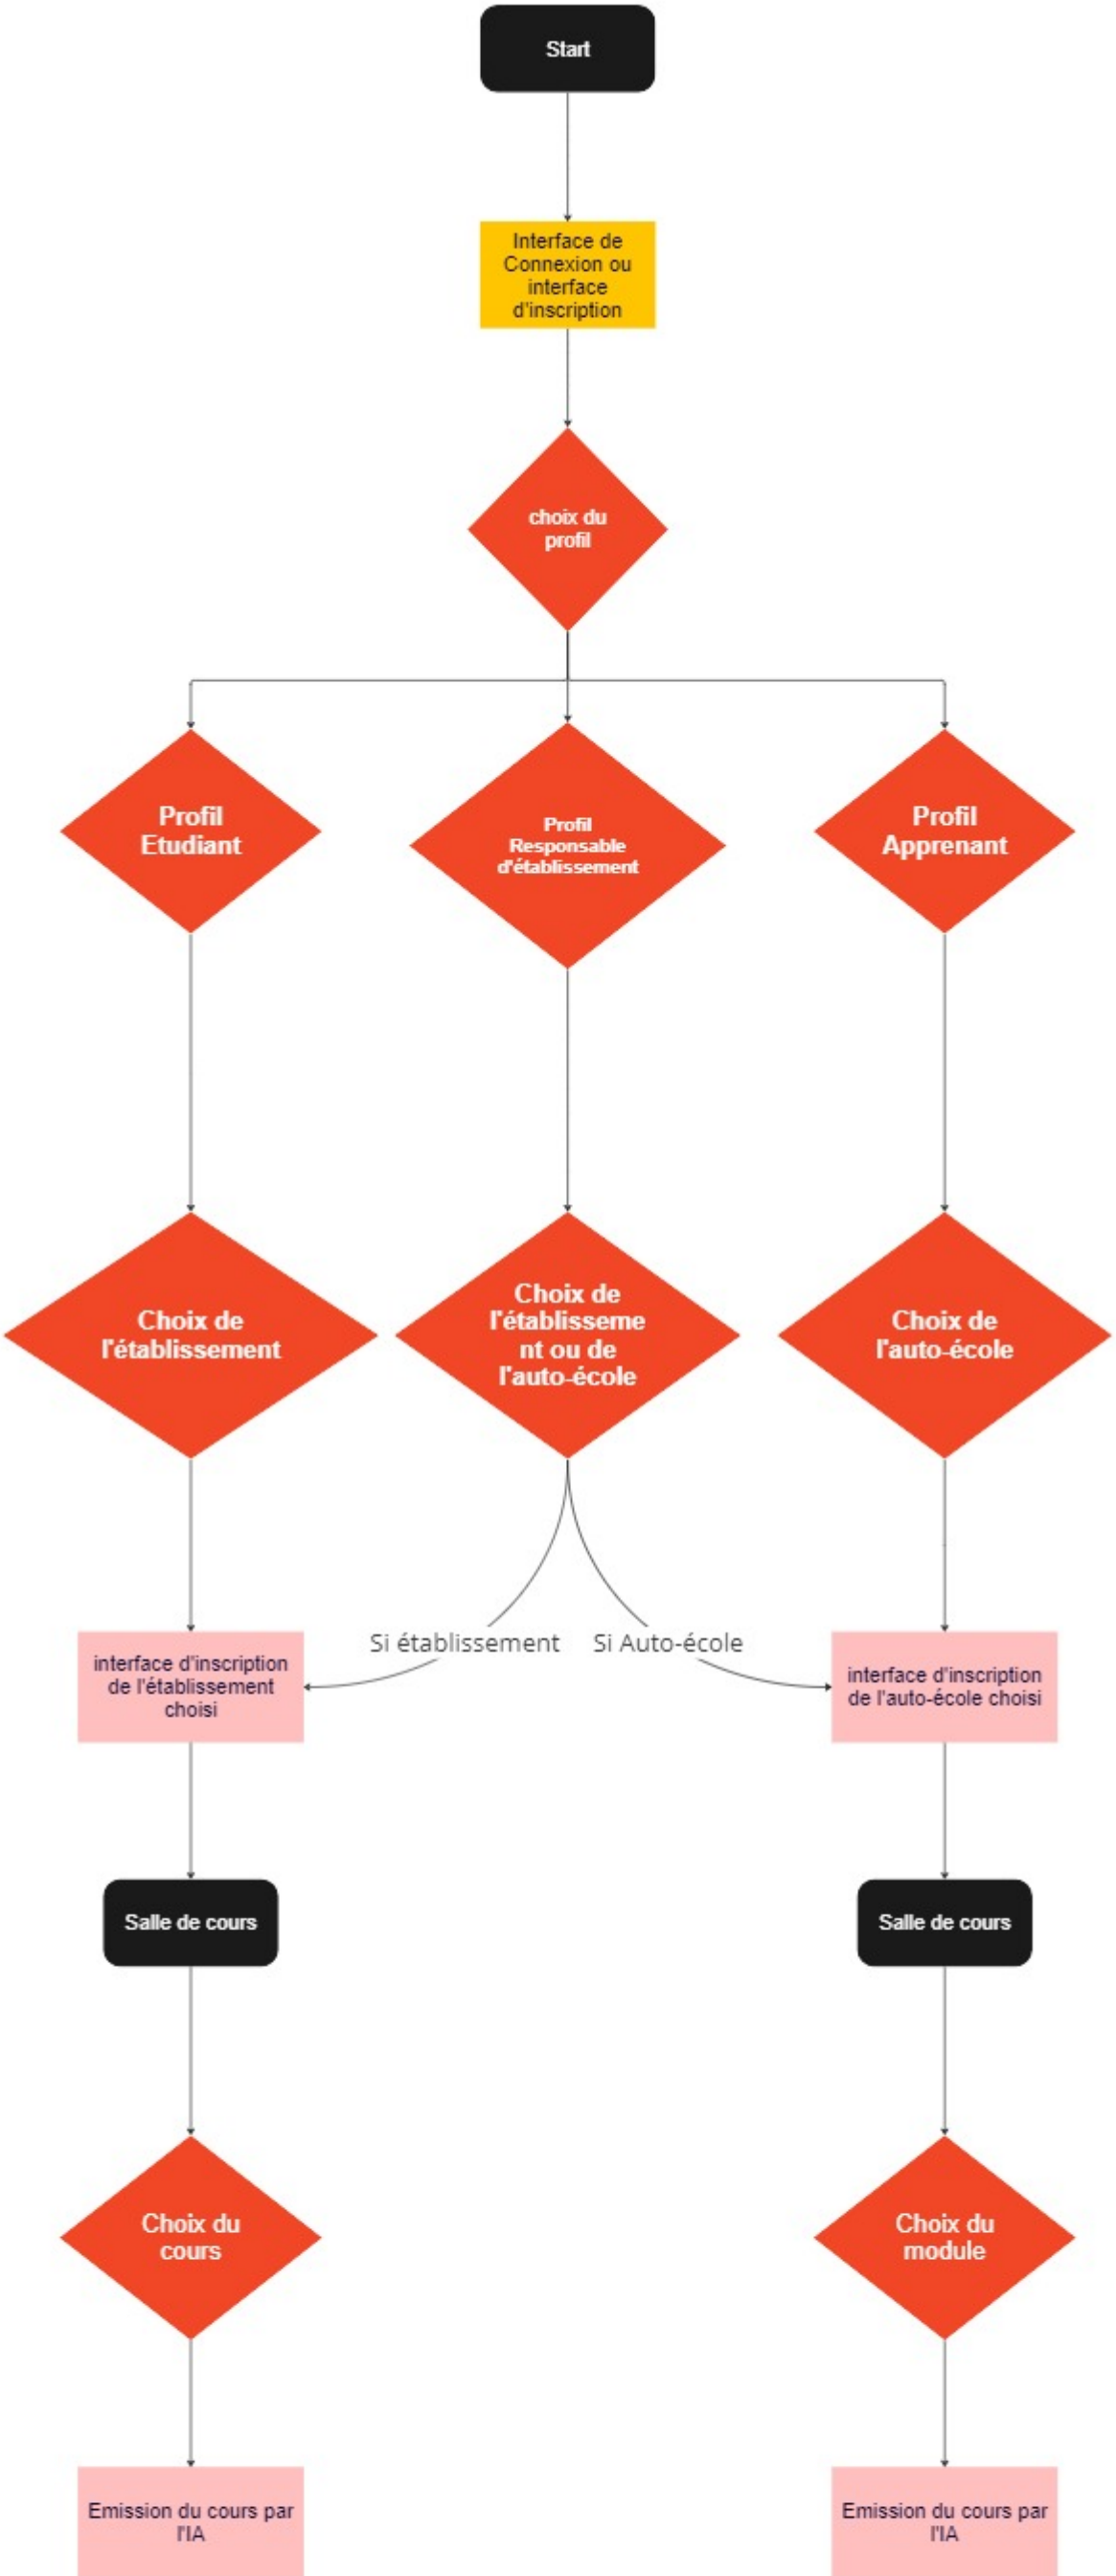 Start
Interface de
Connexion ou
interface
d'inscription
choix du
profil
Profil
Etudiant
Profil
Responsable
d'établissement
Profil
Apprenant
Choix de
l'établissement
Choix de
l'établisseme
nt ou de
l'auto-école
Choix de
l'auto-école
Si établissement
Si Auto-école
interface d'inscription
de l'établissement
choisi
interface d'inscription
de l'auto-école choisi
Salle de cours
Salle de cours
Choix du
cours
Choix du
module
Emission du cours par
l'IA
Emission du cours par
l'IA